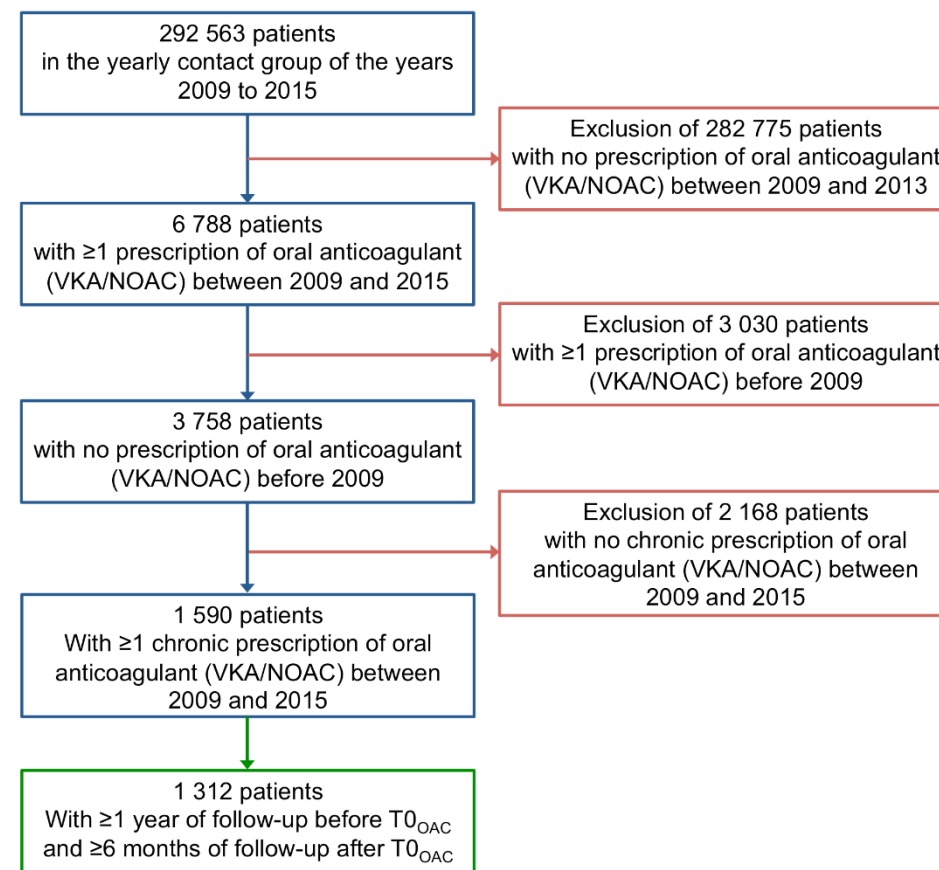 292 563 patients
in the yearly contact group of the years
2009 to 2015
Exclusion of 282 775 patients
with no prescription of oral anticoagulant
(VKA/NOAC) between 2009 and 2013
6 788 patients
with ≥1 prescription of oral anticoagulant
(VKA/NOAC) between 2009 and 2015
Exclusion of 3 030 patients
with ≥1 prescription of oral anticoagulant
(VKA/NOAC) before 2009
3 758 patients
with no prescription of oral anticoagulant
(VKA/NOAC) before 2009
Exclusion of 2 168 patients
with no chronic prescription of oral
anticoagulant (VKA/NOAC) between
2009 and 2015
1 590 patients
With ≥1 chronic prescription of oral
anticoagulant (VKA/NOAC) between
2009 and 2015
1 312 patients
With ≥1 year of follow-up before T0OAC
and ≥6 months of follow-up after T0OAC